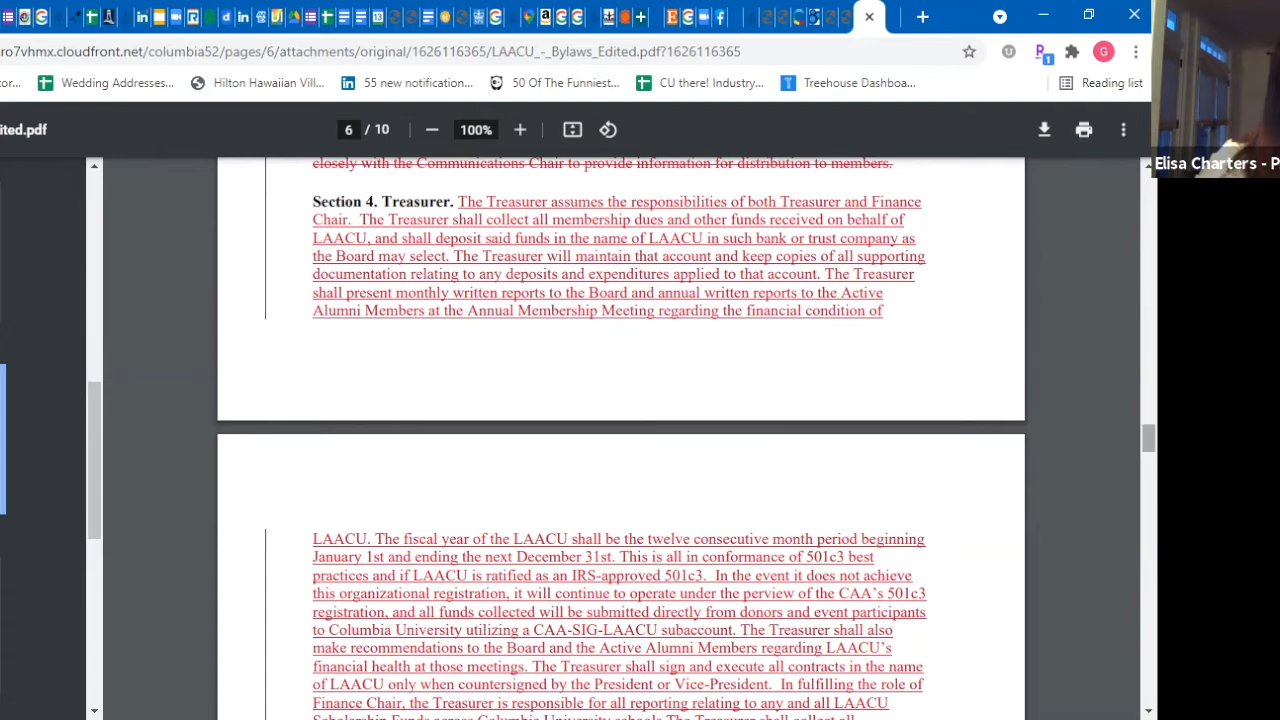 ro7vhmx.cloudfront.net/columbia52/pages/6/attachments/original/1626116365/LAACU_-_Bylaws_Edited.pdf?1626116365
tor... Wedding Addresses... Hilton Hawaiian Vill... 55 new notification... 50 Of The Funniest... CU there! Industry... Treehouse Dashboa... Reading list
ited.pdf 6 / 10 100%
Elisa Charters - P
closely with the Communications Chair to provide information for distribution to members.
Section 4. Treasurer. The Treasurer assumes the responsibilities of both Treasurer and Finance
Chair. The Treasurer shall collect all membership dues and other funds received on behalf of
LAACU, and shall deposit said funds in the name of LAACU in such bank or trust company as
the Board may select. The Treasurer will maintain that account and keep copies of all supporting
documentation relating to any deposits and expenditures applied to that account. The Treasurer
shall present monthly written reports to the Board and annual written reports to the Active
Alumni Members at the Annual Membership Meeting regarding the financial condition of
LAACU. The fiscal year of the LAACU shall be the twelve consecutive month period beginning
January 1st and ending the next December 31st. This is all in conformance of 501c3 best
practices and if LAACU is ratified as an IRS-approved 501c3. In the event it does not achieve
this organizational registration, it will continue to operate under the perview of the CAA's 501c3
registration, and all funds collected will be submitted directly from donors and event participants
to Columbia University utilizing a CAA-SIG-LAACU subaccount. The Treasurer shall also
make recommendations to the Board and the Active Alumni Members regarding LAACU's
financial health at those meetings. The Treasurer shall sign and execute all contracts in the name
of LAACU only when countersigned by the President or Vice-President. In fulfilling the role of
Finance Chair, the Treasurer is responsible for all reporting relating to any and all LAACU
Scholarship Funds across Columbia University schools The Treasurer shall collect all